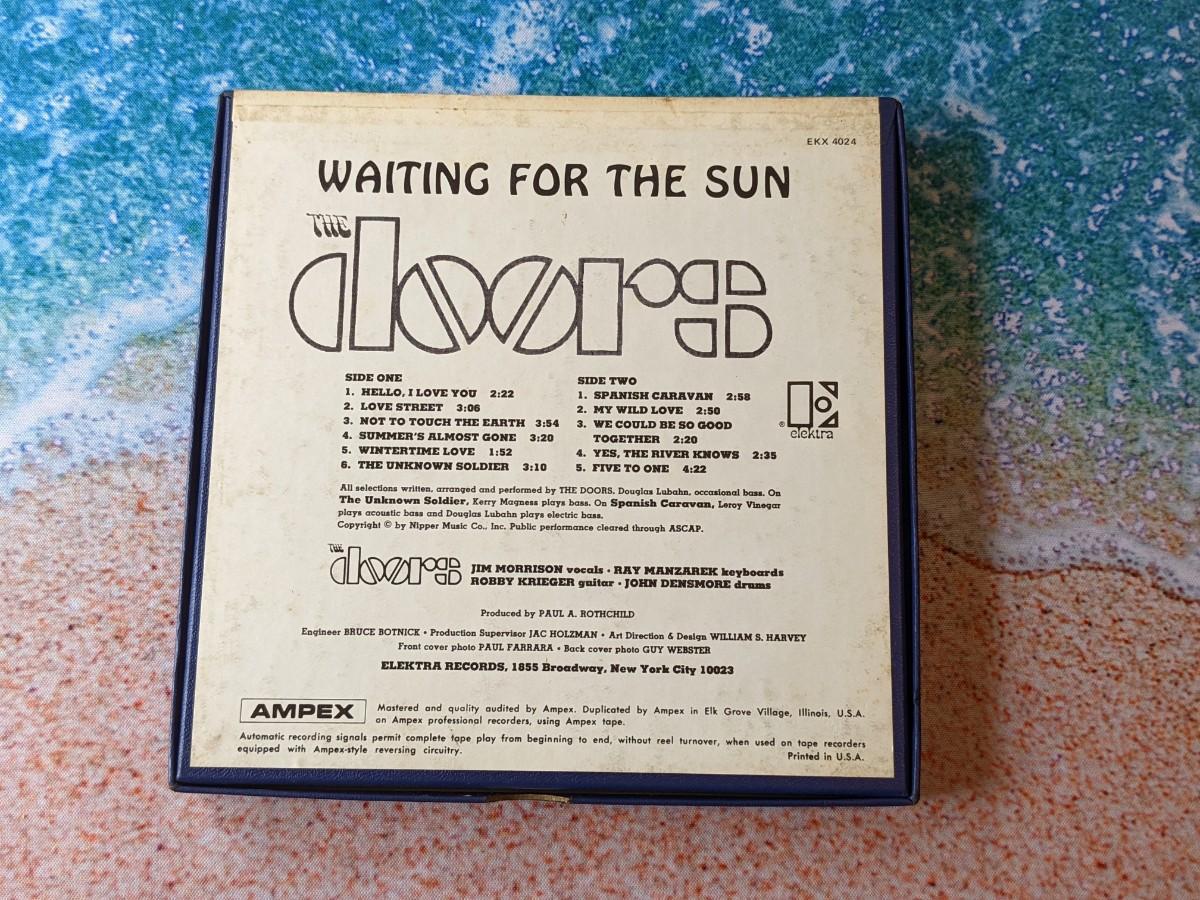 EKX 4024
WAITING FOR THE SUN
THE
doors
SIDE ONE
1. HELLO, I LOVE YOU 2:22
2. LOVE STREET 3:06
3. NOT TO TOUCH THE EARTH 3:54
4. SUMMER'S ALMOST GONE 3:20
5. WINTERTIME LOVE 1:52
6. THE UNKNOWN SOLDIER 3:10
SIDE TWO
1. SPANISH CARAVAN 2:58
2. MY WILD LOVE 2:50
3. WE COULD BE SO GOOD
TOGETHER 2:20
4. YES, THE RIVER KNOWS 2:35
5. FIVE TO ONE 4:22
® elektra
All selections written, arranged and performed by THE DOORS. Douglas Lubahn, occasional bass. On
The Unknown Soldier, Kerry Magness plays bass. On Spanish Caravan, Leroy Vinegar
plays acoustic bass and Douglas Lubahn plays electric bass.
Copyright © by Nipper Music Co., Inc. Public performance cleared through ASCAP.
THE
doors
JIM MORRISON vocals • RAY MANZAREK keyboards
ROBBY KRIEGER guitar • JOHN DENSMORE drums
Produced by PAUL A. ROTHCHILD
Engineer BRUCE BOTNICK • Production Supervisor JAC HOLZMAN • Art Direction & Design WILLIAM S. HARVEY
Front cover photo PAUL FARRARA • Back cover photo GUY WEBSTER
ELEKTRA RECORDS, 1855 Broadway, New York City 10023
AMPEX
Mastered and quality audited by Ampex. Duplicated by Ampex in Elk Grove Village, Illinois, U.S.A.
on Ampex professional recorders, using Ampex tape.
Automatic recording signals permit complete tape play from beginning to end, without reel turnover, when used on tape recorders
equipped with Ampex-style reversing circuitry.
Printed in U.S.A.